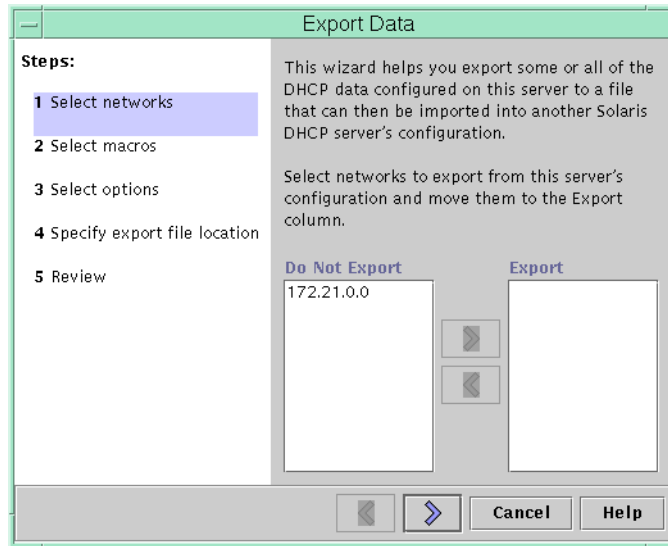 Export Data
Steps:
1 Select networks
2 Select macros
3 Select options
4 Specify export file location
5 Review
This wizard helps you export some or all of the
DHCP data configured on this server to a file
that can then be imported into another Solaris
DHCP server's configuration.
Select networks to export from this server's
configuration and move them to the Export
column.
Do Not Export
Export
172.21.0.0
Cancel
Help